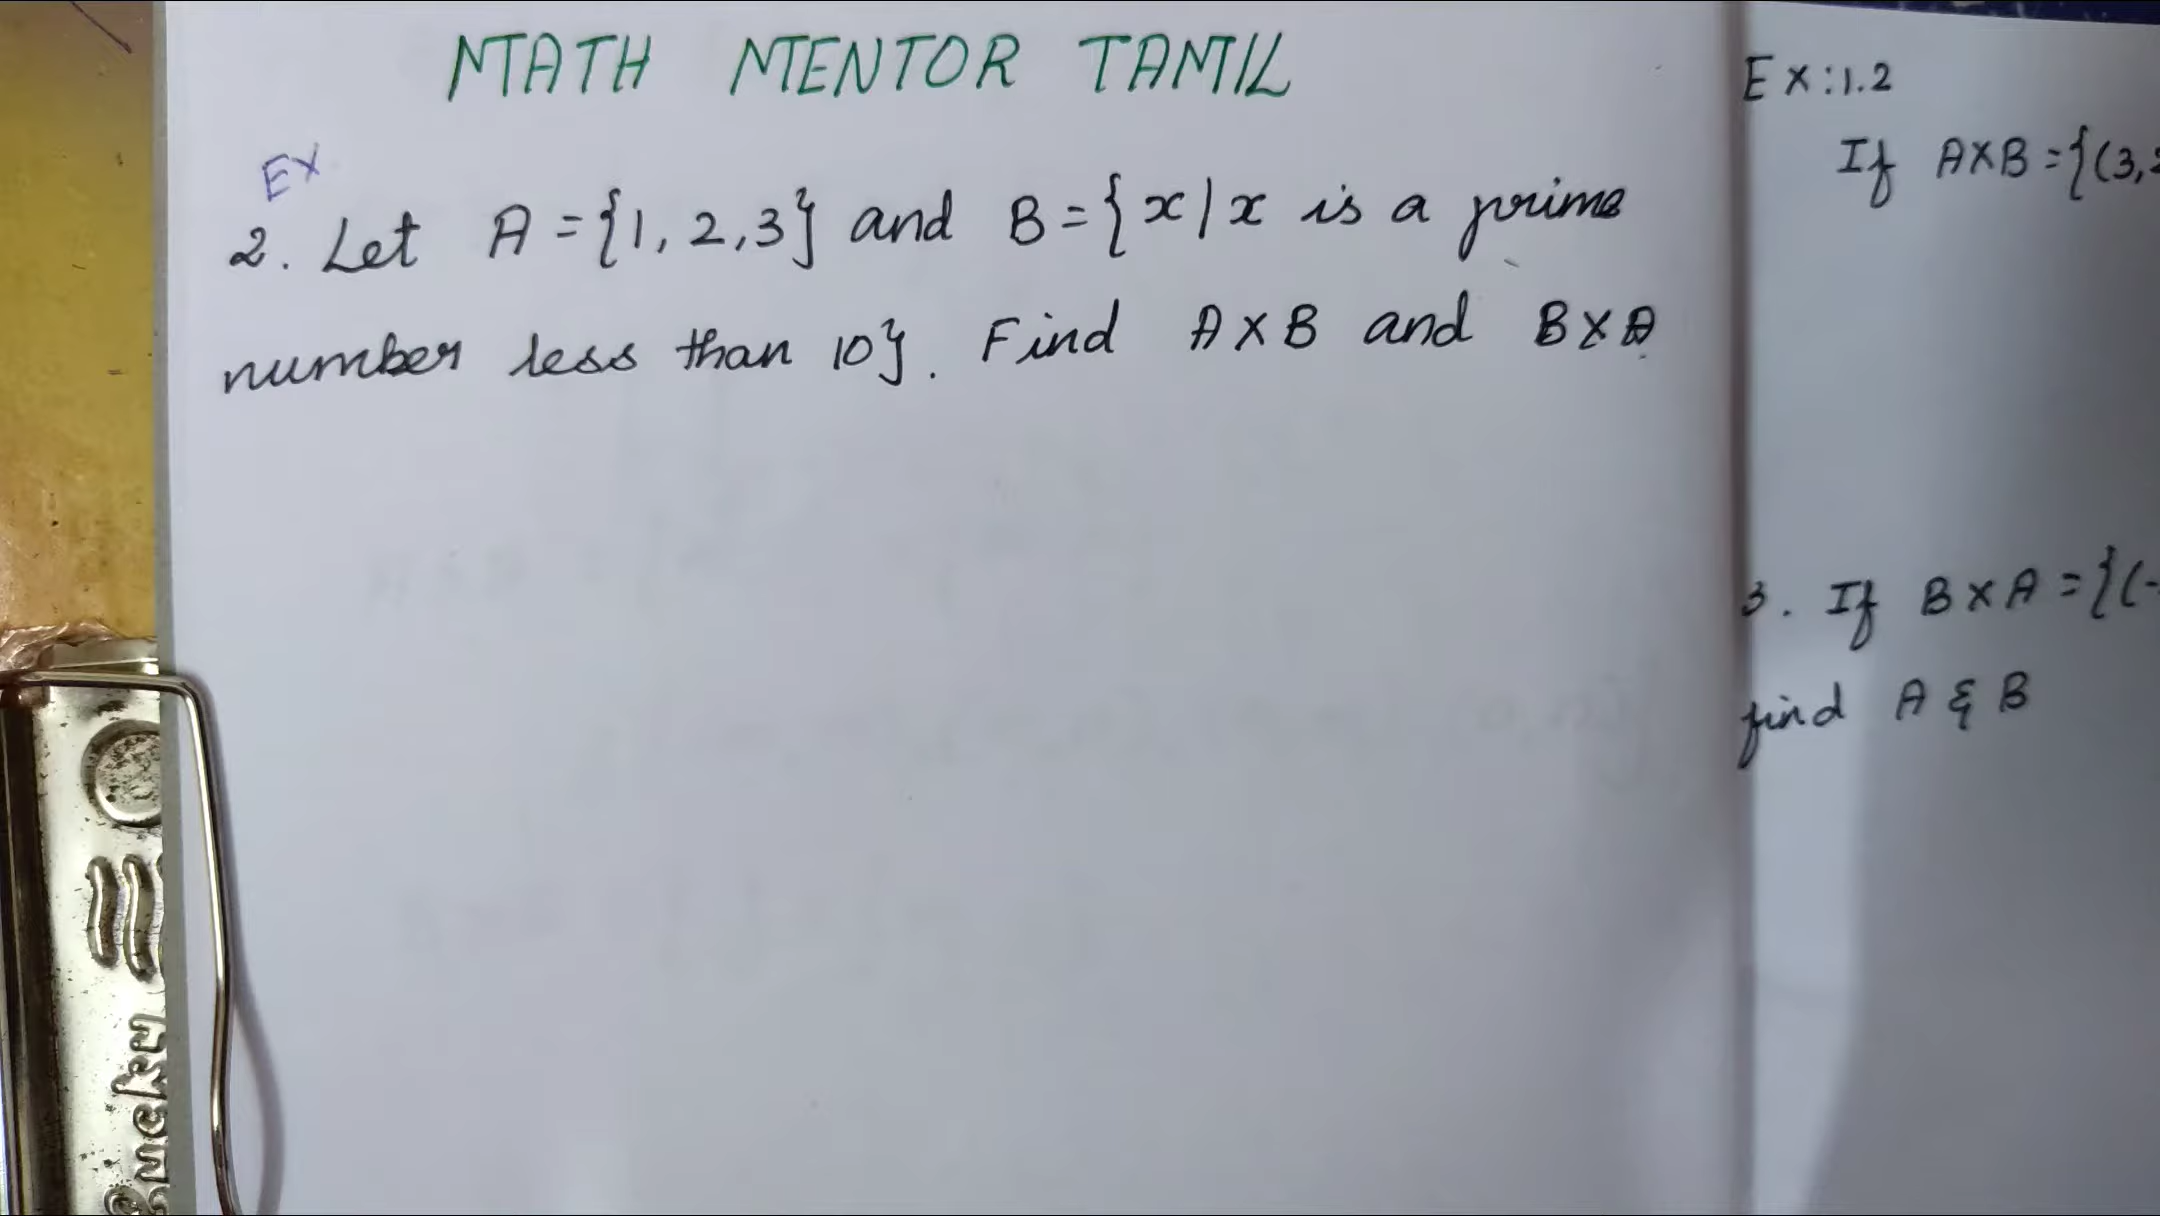 MATH MENTOR TAMIL
Ex
2. Let A = {1, 2, 3} and B = {x / x is a prime
number less than 10}. Find A x B and B x A
Ex:1.2
If AXB = {(3,
3. If B x A = {(-
find A & B